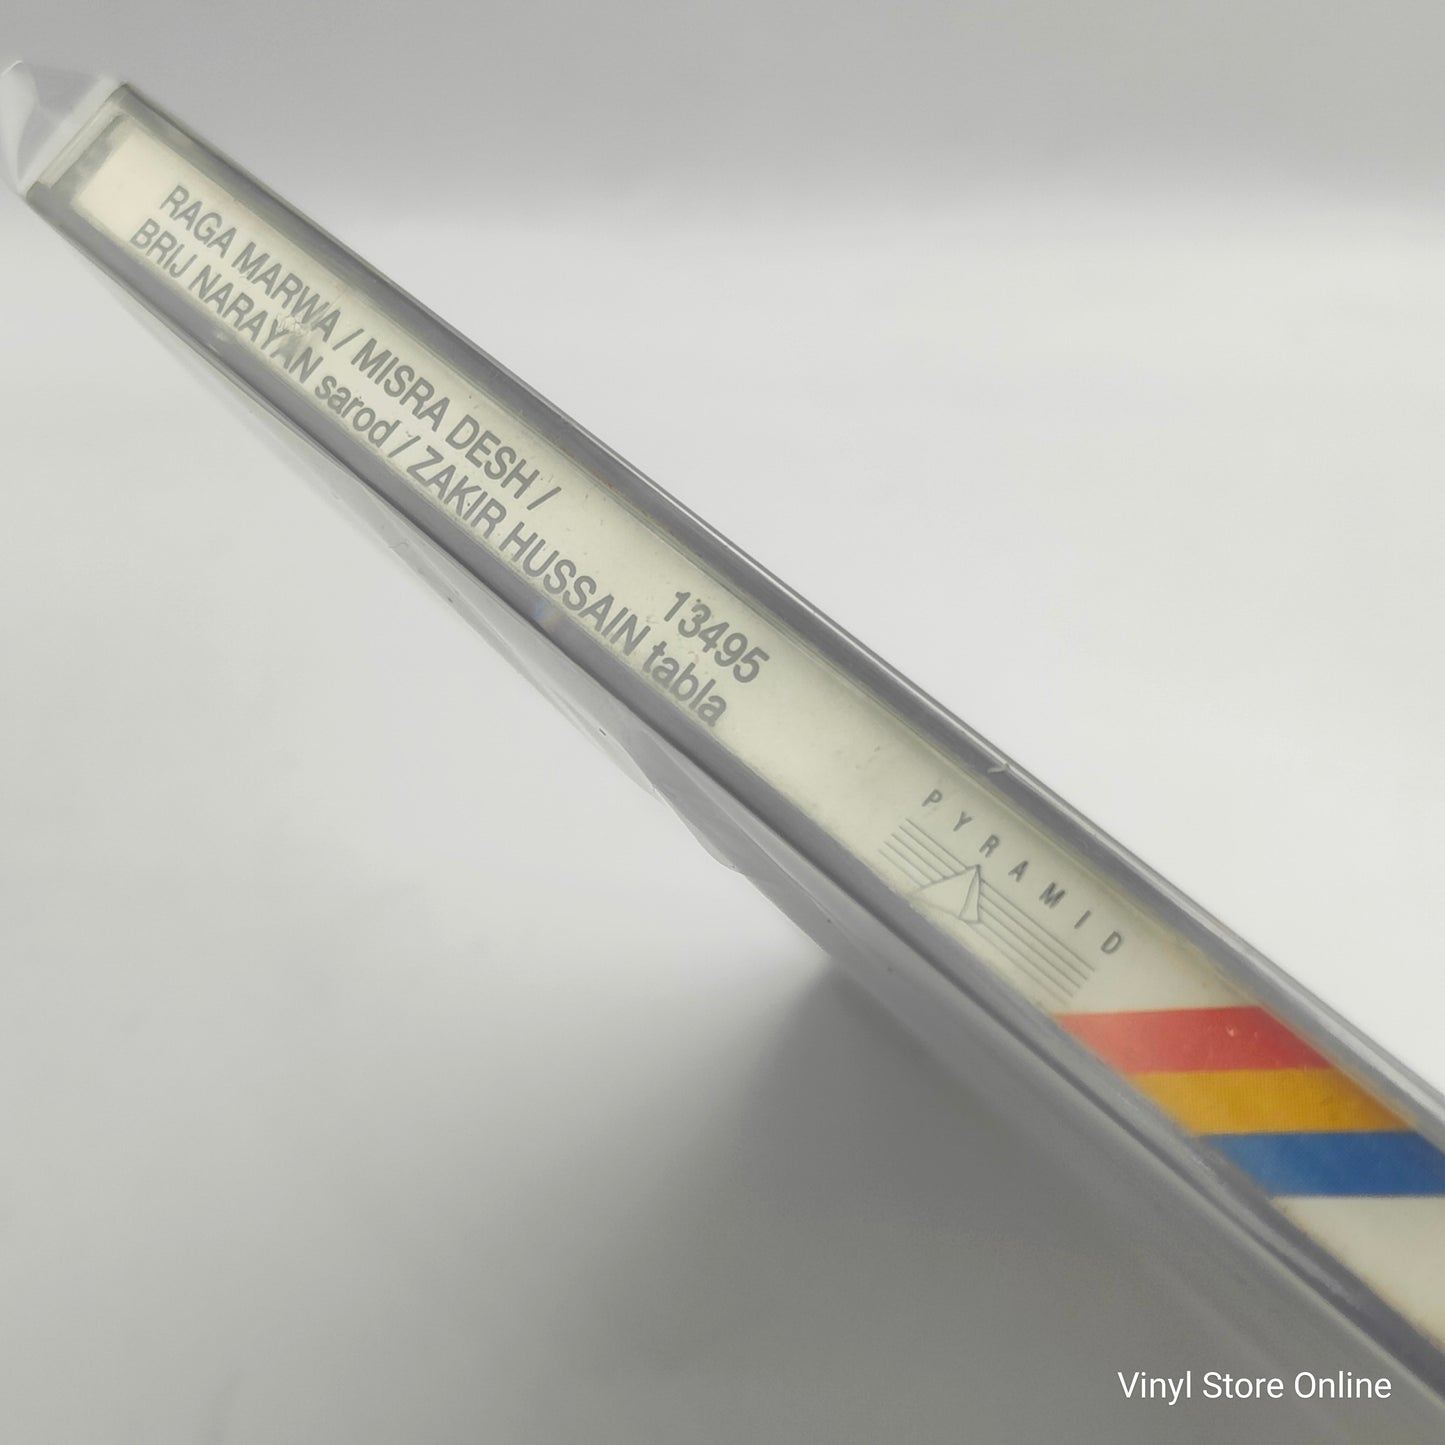 RAGA MARWA / MISRA DESH /
BRIJ NARAYAN sarod / ZAKIR HUSSAIN tabla
13495
PYRAMID
Vinyl Store Online